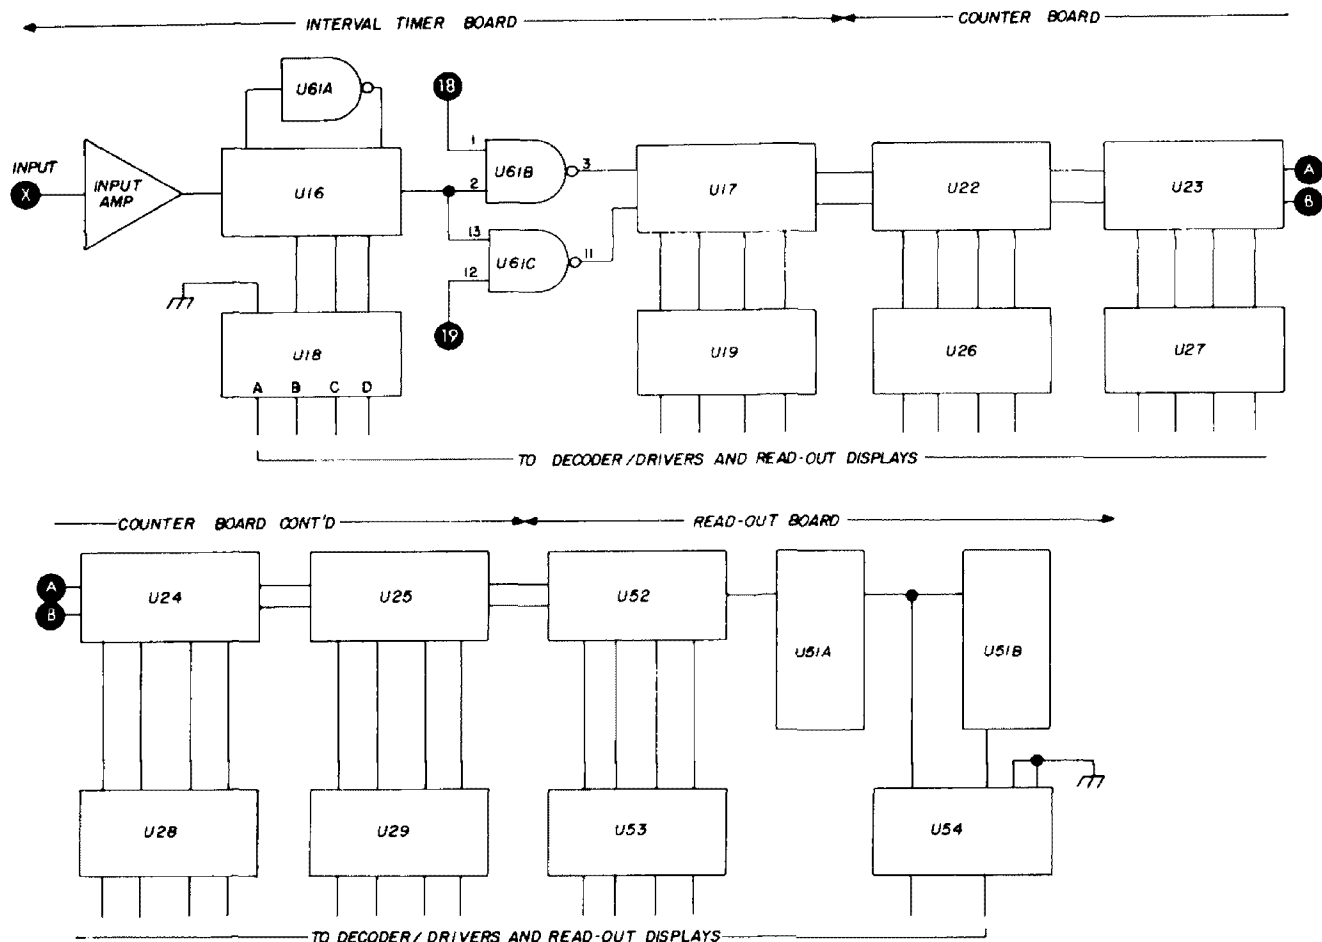 INTERVAL TIMER BOARD
COUNTER BOARD
U61A
18
INPUT
X
INPUT AMP
U16
1
2
U61B
3
13
12
U61C
11
19
U17
U22
U23
A
B
U18
A B C D
U19
U26
U27
TO DECODER/DRIVERS AND READ-OUT DISPLAYS
COUNTER BOARD CONT'D
READ-OUT BOARD
A
B
U24
U25
U52
U51A
U51B
U28
U29
U53
U54
TO DECODER/DRIVERS AND READ-OUT DISPLAYS